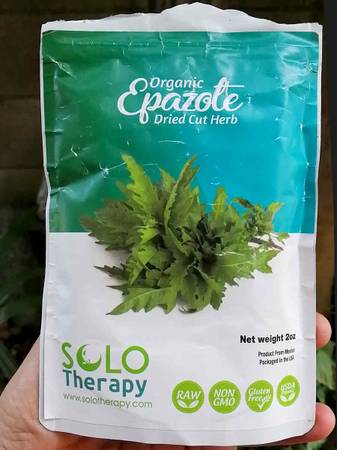 Organic
Epazote
Dried Cut Herb
Net weight 2oz
Product From Mexico
Packaged in the USA
SOLO
Therapy
www.solotherapy.com
RAW
NON
GMO
Gluten
Free
USDA